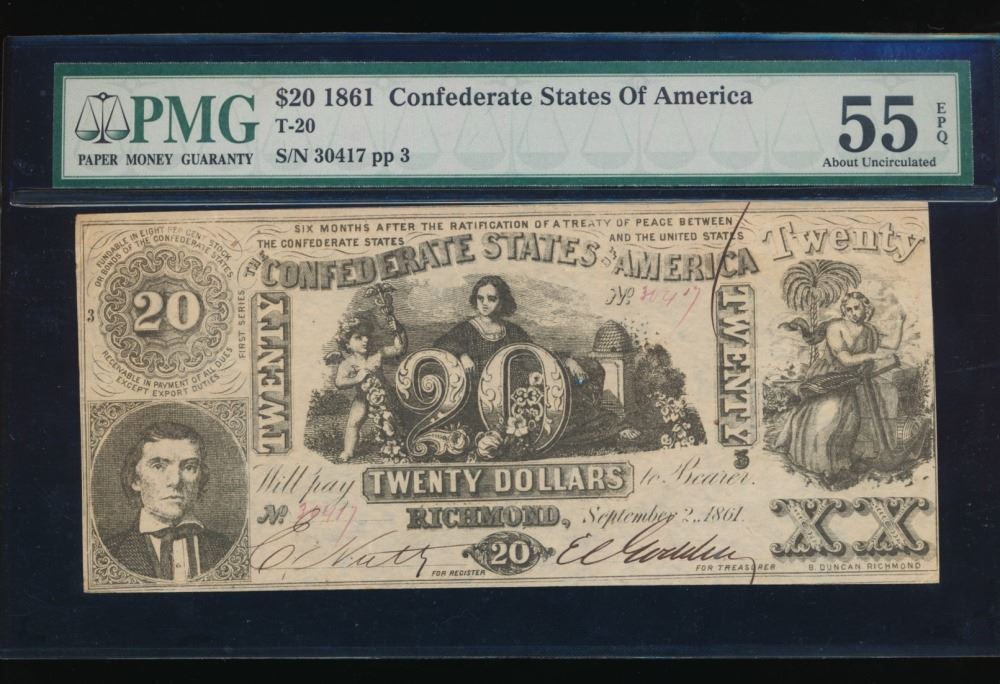 PMG
PAPER MONEY GUARANTY
$20 1861 Confederate States Of America
T-20
S/N 30417 pp 3
55
EPQ
About Uncirculated
SIX MONTHS AFTER THE RATIFICATION OF A TREATY OF PEACE BETWEEN
THE CONFEDERATE STATES AND THE UNITED STATES
THE CONFEDERATE STATES OF AMERICA
Twenty
FUNDABLE IN EIGHT PER CENT STOCK
OR BONDS OF THE CONFEDERATE STATES
20
RECEIVABLE IN PAYMENT OF ALL DUES
EXCEPT EXPORT DUTIES
3
FIRST SERIES
TWENTY
No. 30417
20
TWENTY
3
Will pay TWENTY DOLLARS to Bearer.
No. 30417
RICHMOND, September 2, 1861.
XX
20
FOR REGISTER
FOR TREASURER
B. DUNCAN RICHMOND